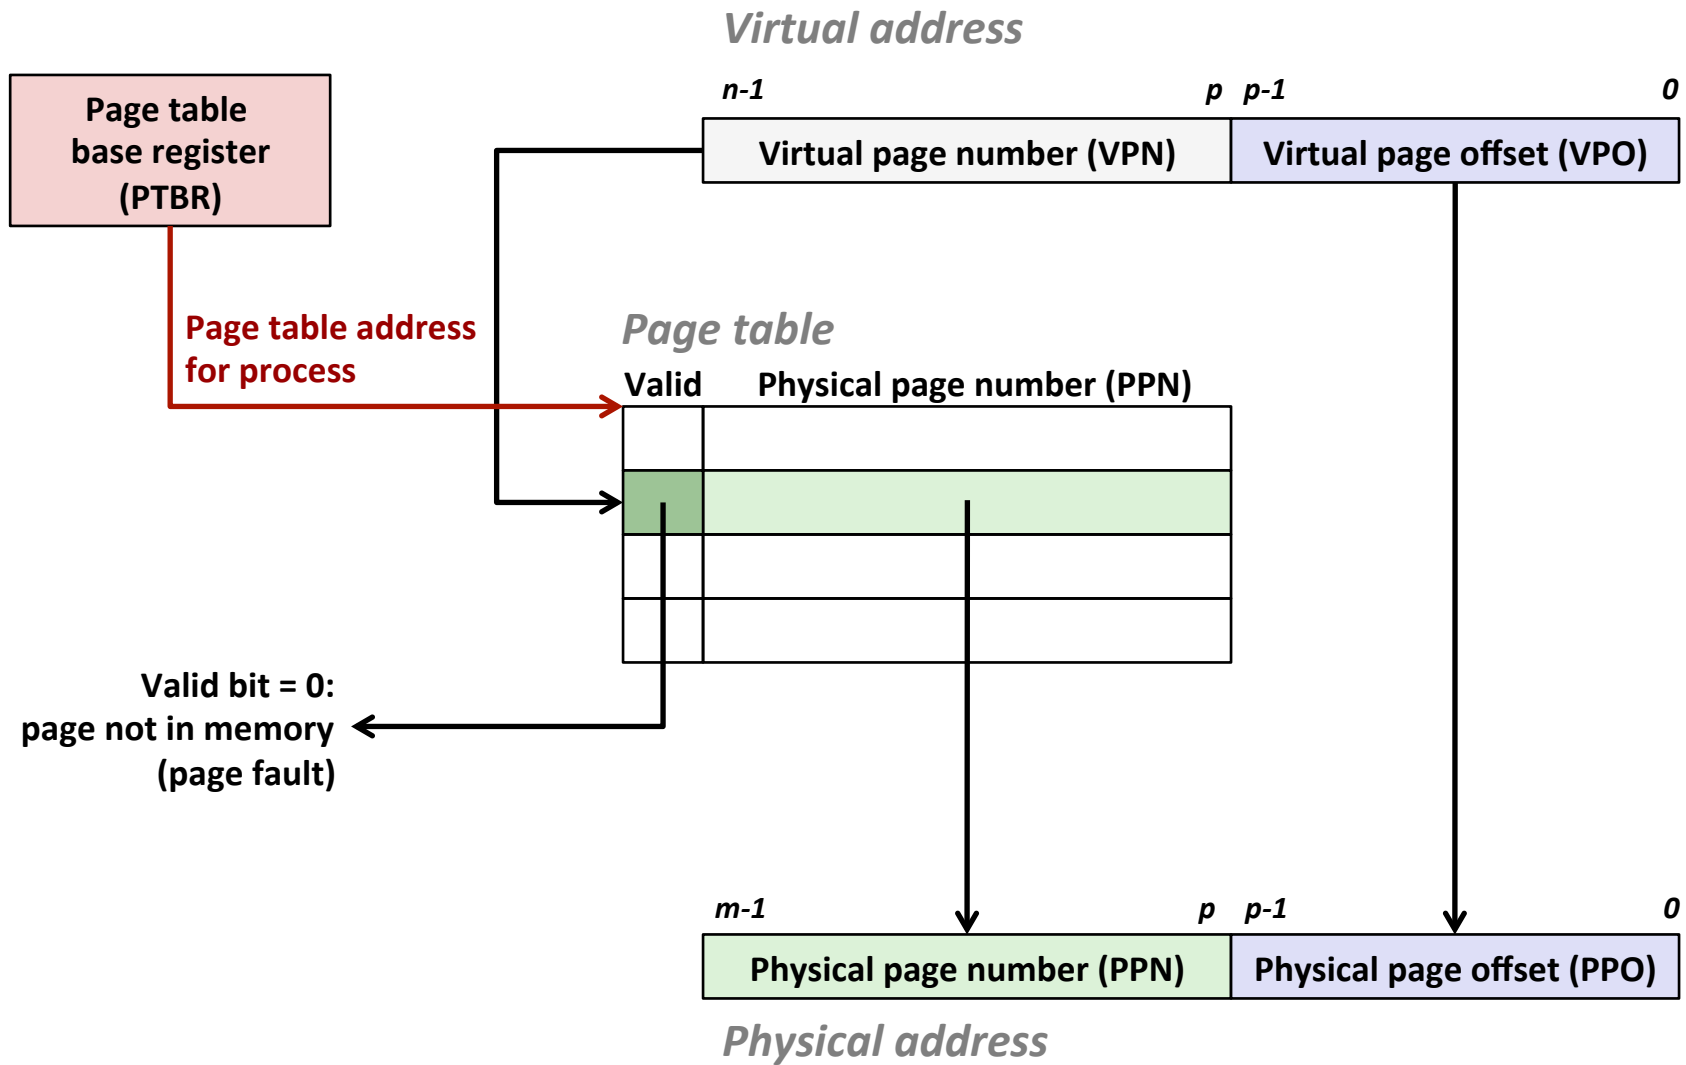 Virtual address
n-1 p p-1 0
Page table
base register
(PTBR)
Virtual page number (VPN) Virtual page offset (VPO)
Page table address
for process
Page table
Valid Physical page number (PPN)
Valid bit = 0:
page not in memory
(page fault)
m-1 p p-1 0
Physical page number (PPN) Physical page offset (PPO)
Physical address